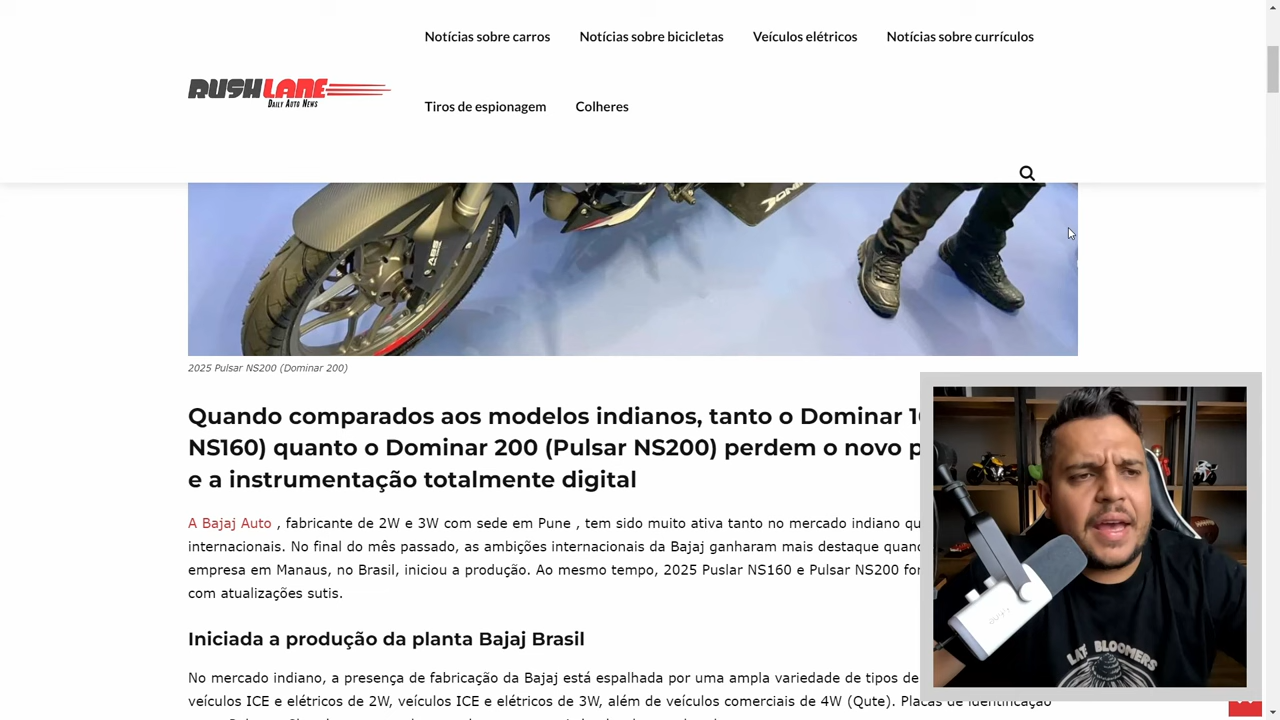 Notícias sobre carros Notícias sobre bicicletas Veículos elétricos Notícias sobre currículos
RUSHLANE
DAILY AUTO NEWS
Tiros de espionagem Colheres
ABS
2025 Pulsar NS200 (Dominar 200)
Quando comparados aos modelos indianos, tanto o Dominar
NS160) quanto o Dominar 200 (Pulsar NS200) perdem o novo
e a instrumentação totalmente digital
A Bajaj Auto , fabricante de 2W e 3W com sede em Pune , tem sido muito ativa tanto no mercado indiano
internacionais. No final do mês passado, as ambições internacionais da Bajaj ganharam mais destaque
empresa em Manaus, no Brasil, iniciou a produção. Ao mesmo tempo, 2025 Puslar NS160 e Pulsar NS200
com atualizações sutis.
Iniciada a produção da planta Bajaj Brasil
No mercado indiano, a presença de fabricação da Bajaj está espalhada por uma ampla variedade de tipos de
veículos ICE e elétricos de 2W, veículos ICE e elétricos de 3W, além de veículos comerciais de 4W (Qute). Placas de identificação
LATE BLOOMERS